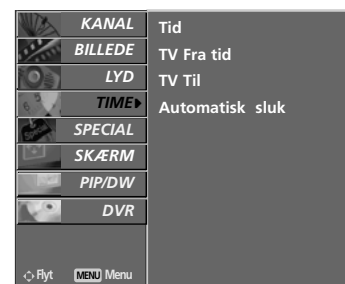 KANAL
BILLEDE
LYD
TIME
SPECIAL
SKÆRM
PIP/DW
DVR
Flyt MENU Menu
Tid
TV Fra tid
TV Til
Automatisk sluk